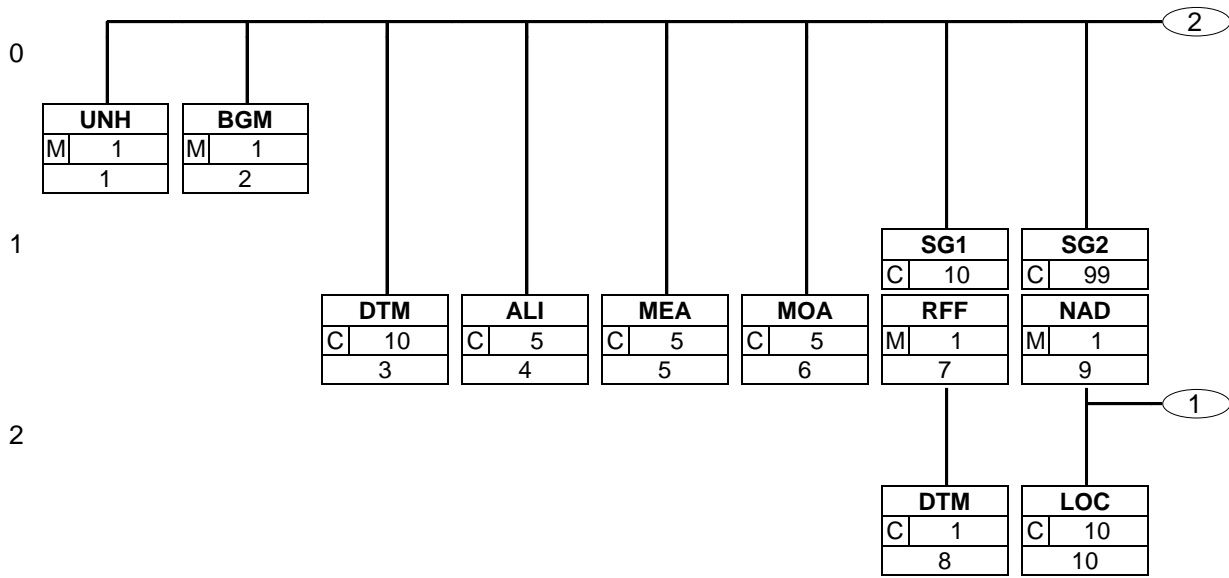 2
0
UNH BGM
M 1 M 1
1 2
1
SG1 SG2
C 10 C 99
DTM ALI MEA MOA RFF NAD
C 10 C 5 C 5 C 5 M 1 M 1
3 4 5 6 7 9
1
2
DTM LOC
C 1 C 10
8 10